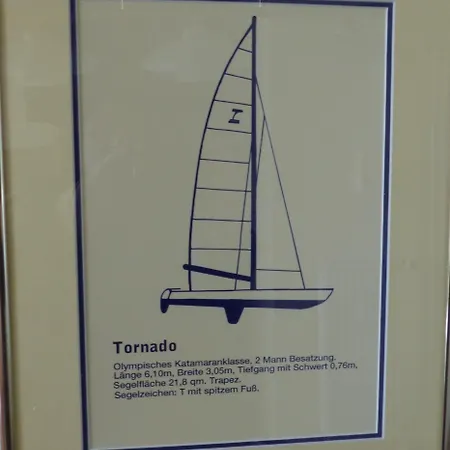 Tornado
Olympisches Katamaranklasse, 2 Mann Besatzung.
Länge 6,10m, Breite 3,05m, Tiefgang mit Schwert 0,76m,
Segelfläche 21,8 qm. Trapez.
Segelzeichen: T mit spitzem Fuß.